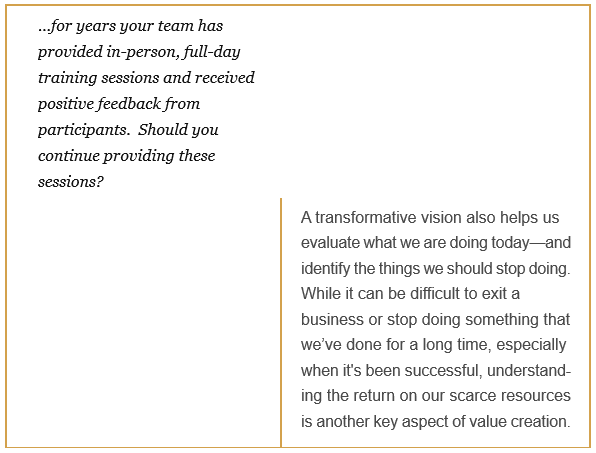 ...for years your team has
provided in-person, full-day
training sessions and received
positive feedback from
participants.  Should you
continue providing these
sessions?
A transformative vision also helps us
evaluate what we are doing today—and
identify the things we should stop doing.
While it can be difficult to exit a
business or stop doing something that
we’ve done for a long time, especially
when it's been successful, understand-
ing the return on our scarce resources
is another key aspect of value creation.